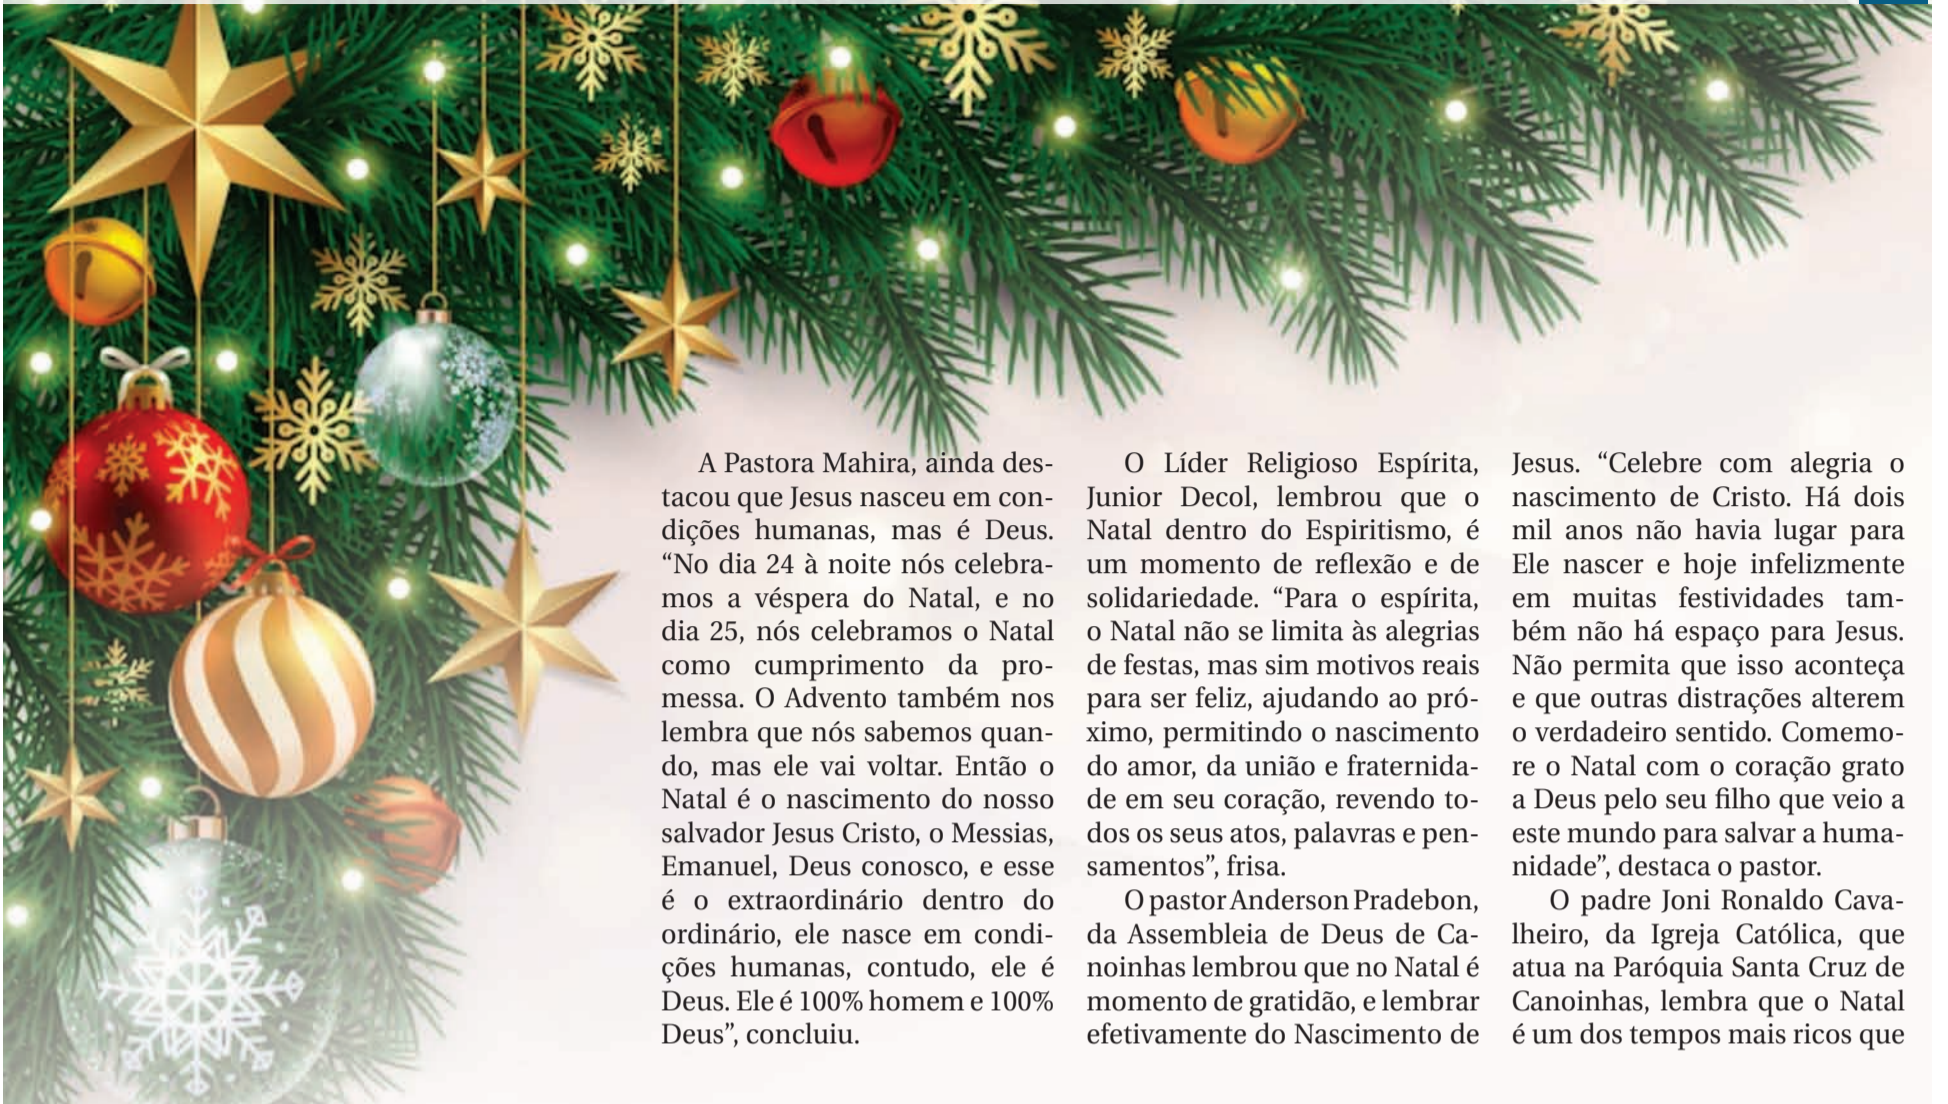 A Pastora Mahira, ainda des-
tacou que Jesus nasceu em con-
dições humanas, mas é Deus.
“No dia 24 à noite nós celebra-
mos a véspera do Natal, e no
dia 25, nós celebramos o Natal
como cumprimento da pro-
messa. O Advento também nos
lembra que nós sabemos quan-
do, mas ele vai voltar. Então o
Natal é o nascimento do nosso
salvador Jesus Cristo, o Messias,
Emanuel, Deus conosco, e esse
é o extraordinário dentro do
ordinário, ele nasce em condi-
ções humanas, contudo, ele é
Deus. Ele é 100% homem e 100%
Deus”, concluiu.
O Líder Religioso Espírita,
Junior Decol, lembrou que o
Natal dentro do Espiritismo, é
um momento de reflexão e de
solidariedade. “Para o espírita,
o Natal não se limita às alegrias
de festas, mas sim motivos reais
para ser feliz, ajudando ao pró-
ximo, permitindo o nascimento
do amor, da união e fraternida-
de em seu coração, revendo to-
dos os seus atos, palavras e pen-
samentos”, frisa.
O pastor Anderson Pradebon,
da Assembleia de Deus de Ca-
noinhas lembrou que no Natal é
momento de gratidão, e lembrar
efetivamente do Nascimento de
Jesus. “Celebre com alegria o
nascimento de Cristo. Há dois
mil anos não havia lugar para
Ele nascer e hoje infelizmente
em muitas festividades tam-
bém não há espaço para Jesus.
Não permita que isso aconteça
e que outras distrações alterem
o verdadeiro sentido. Comemo-
re o Natal com o coração grato
a Deus pelo seu filho que veio a
este mundo para salvar a huma-
nidade”, destaca o pastor.
O padre Joni Ronaldo Cava-
lheiro, da Igreja Católica, que
atua na Paróquia Santa Cruz de
Canoinhas, lembra que o Natal
é um dos tempos mais ricos que